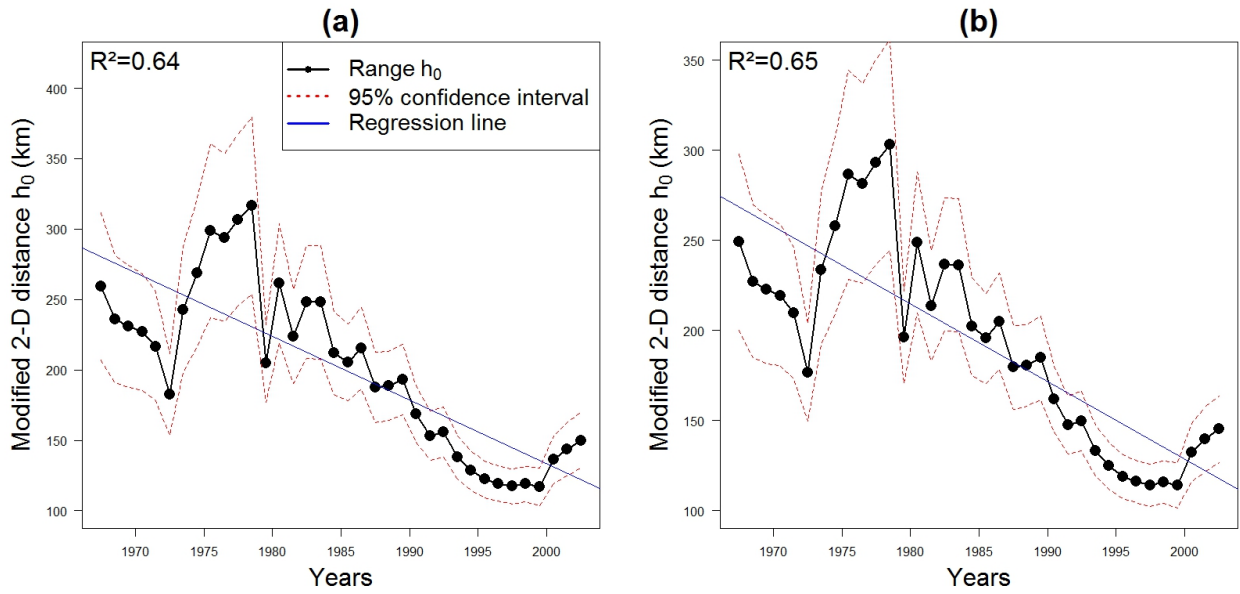 (a)
R²=0.64
Range h₀
95% confidence interval
Regression line
Modified 2-D distance h₀ (km)
400
350
300
250
200
150
100
1970 1975 1980 1985 1990 1995 2000
Years
(b)
R²=0.65
Modified 2-D distance h₀ (km)
350
300
250
200
150
100
1970 1975 1980 1985 1990 1995 2000
Years